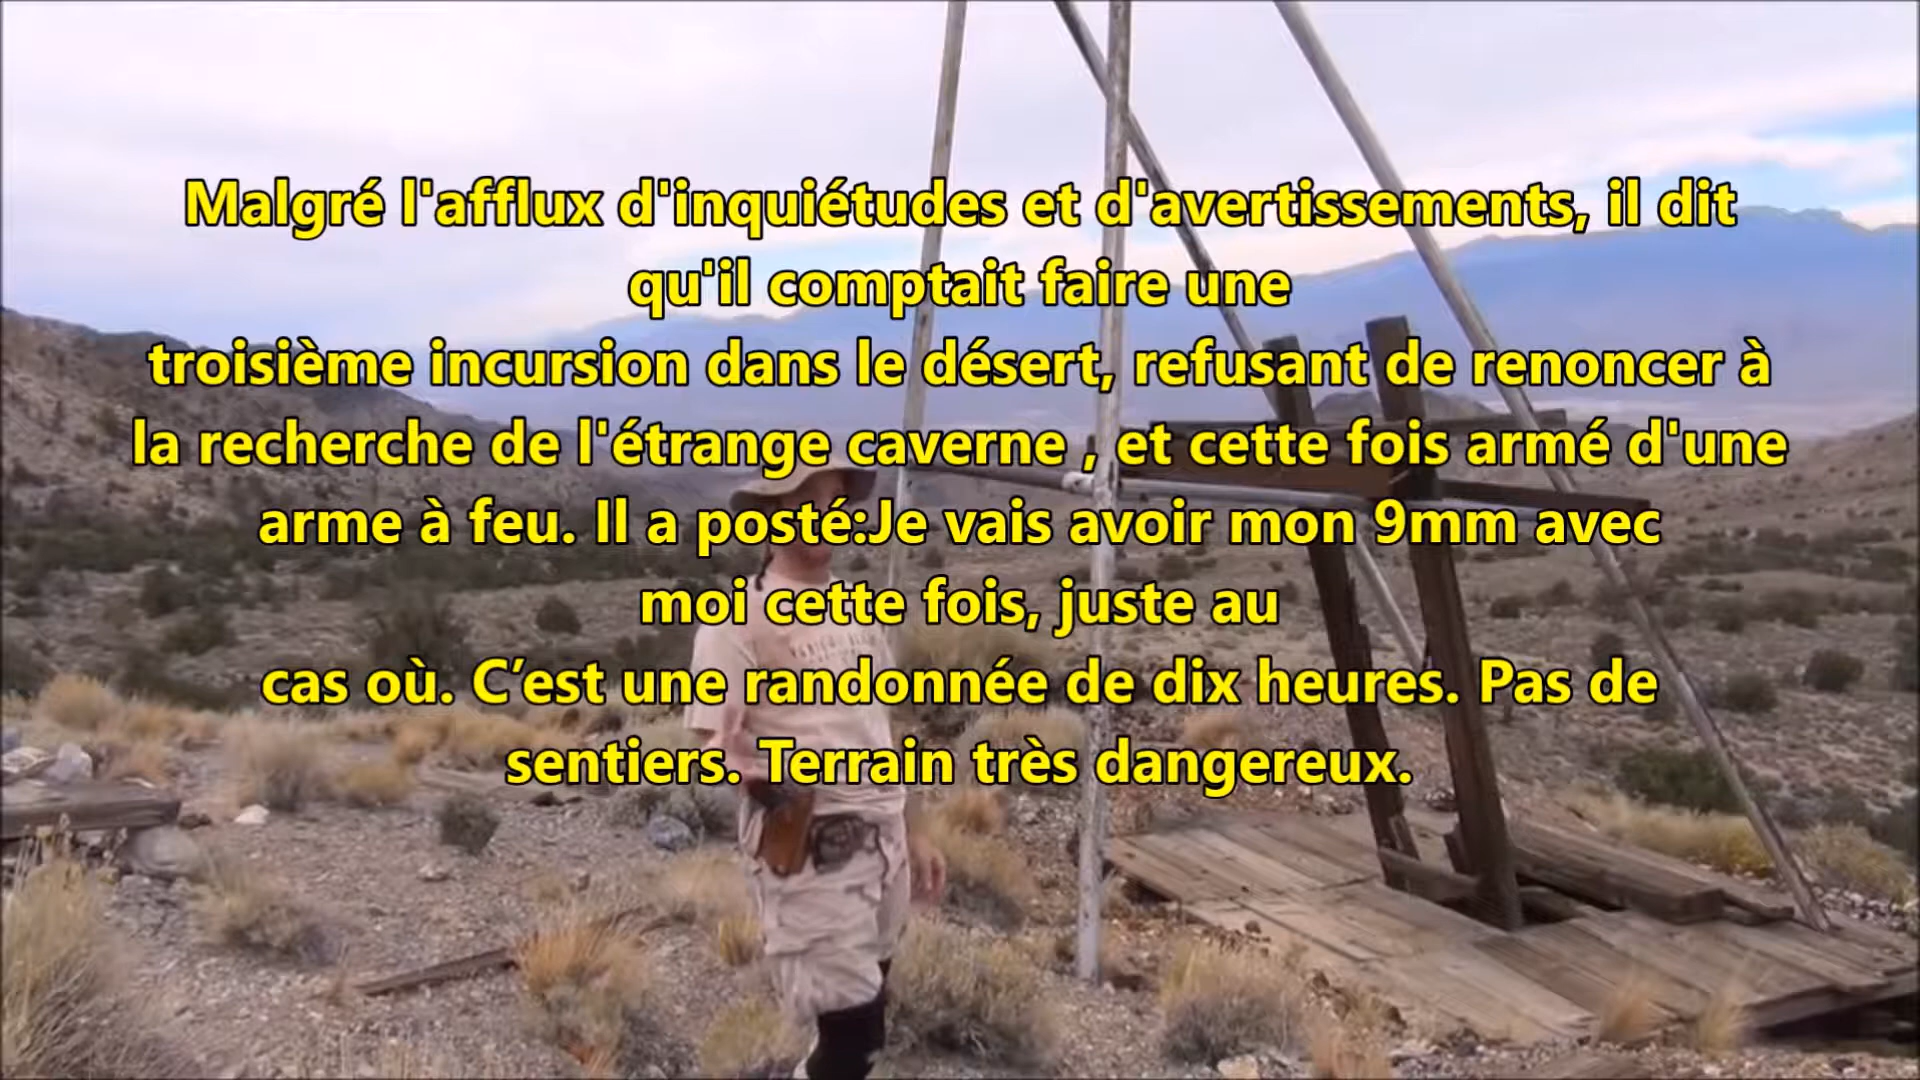 Malgré l'afflux d'inquiétudes et d'avertissements, il dit
qu'il comptait faire une
troisième incursion dans le désert, refusant de renoncer à
la recherche de l'étrange caverne , et cette fois armé d'une
arme à feu. Il a posté:Je vais avoir mon 9mm avec
moi cette fois, juste au
cas où. C’est une randonnée de dix heures. Pas de
sentiers. Terrain très dangereux.